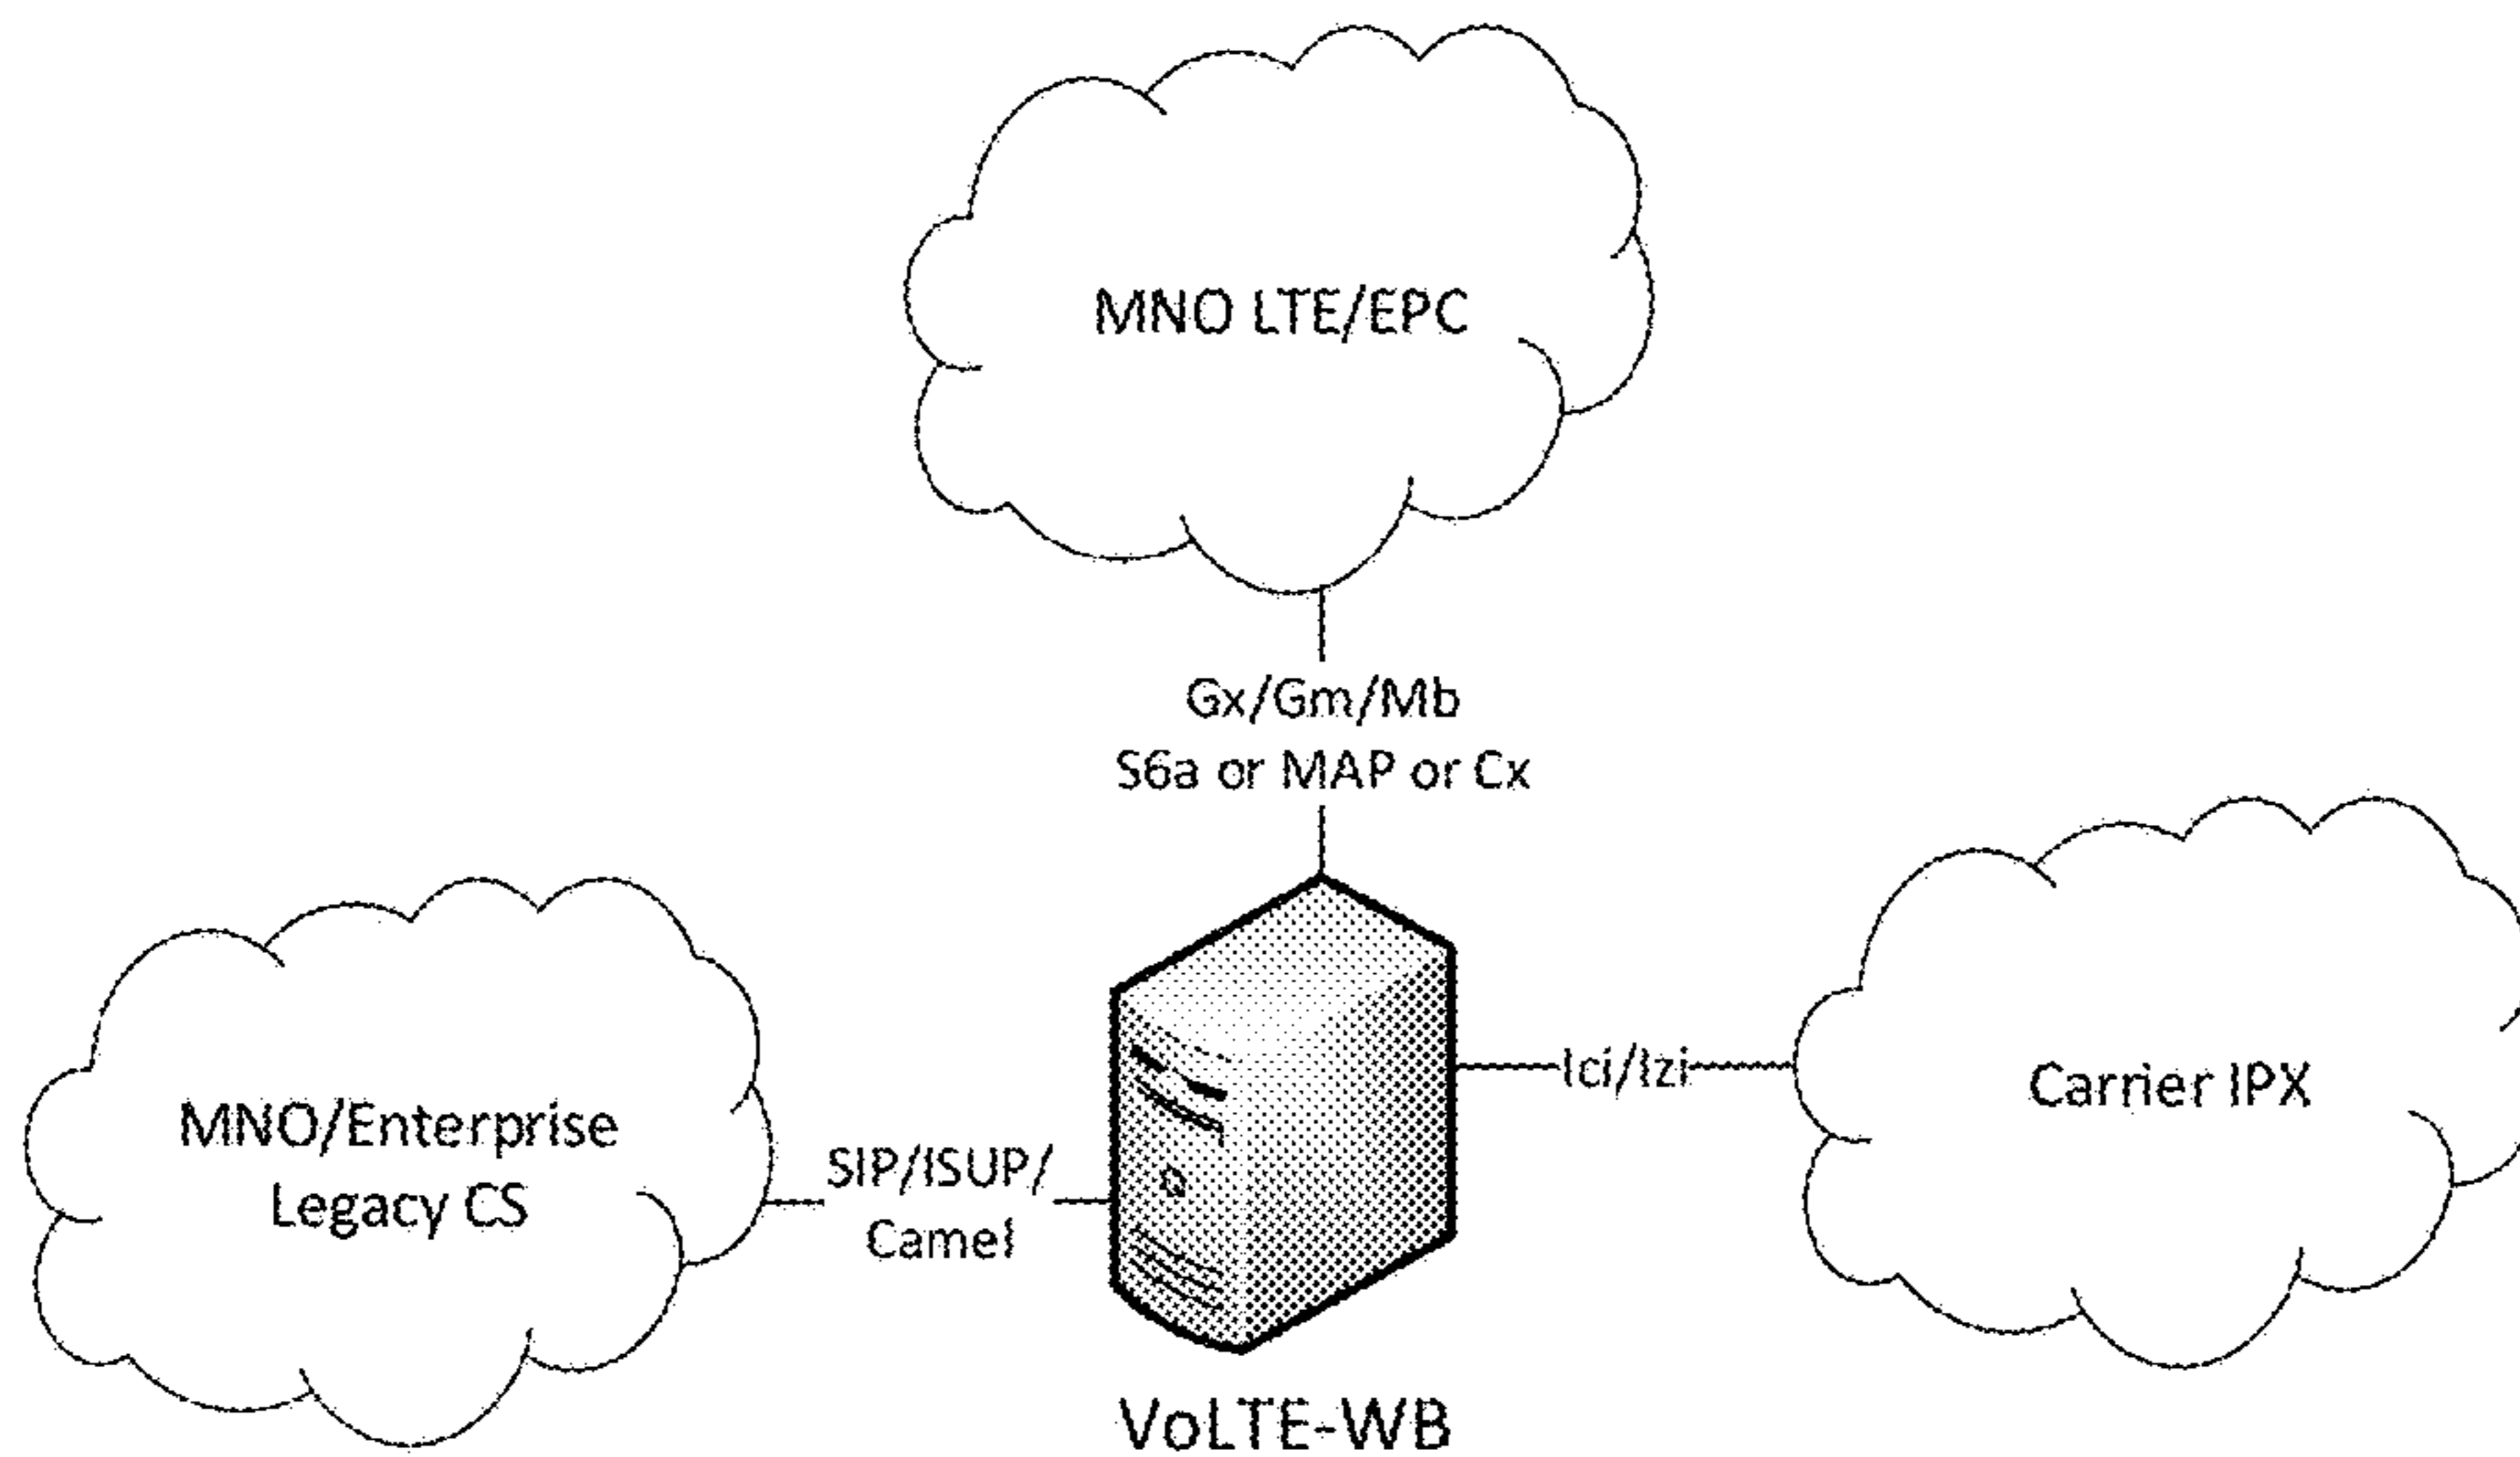 MNO LTE/EPC
Gx/Gm/Mb
S6a or MAP or Cx
MNO/Enterprise
Legacy CS
SIP/ISUP/
Camel
Ici/Izi
Carrier IPX
VoLTE-WB